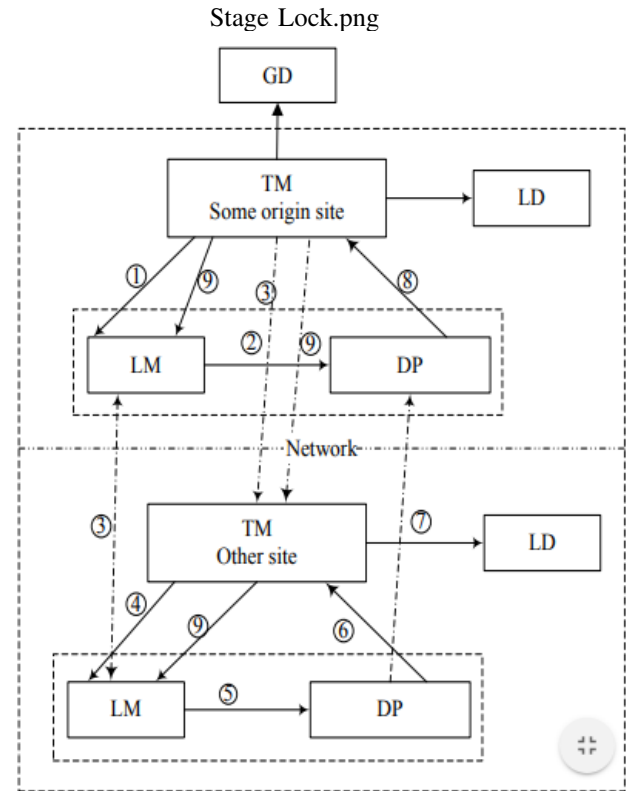 Stage Lock.png
GD
TM
Some origin site
LD
①
⑨
③
⑧
LM
②
⑨
DP
Network
③
TM
Other site
⑦
LD
④
⑨
⑥
LM
⑤
DP